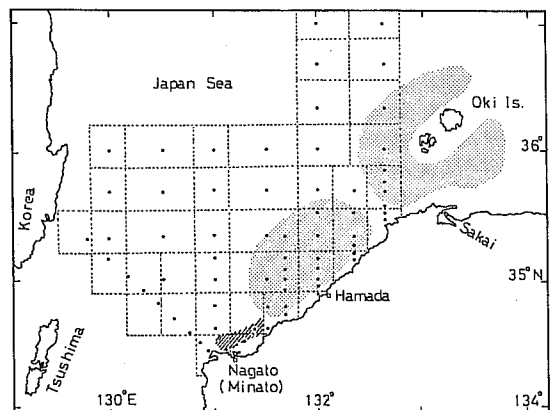 Japan Sea
Oki Is.
36
Korea
Sakai
35°N
Hamada
Tsushima
Nagato
(Minato)
130°E
132°
134°